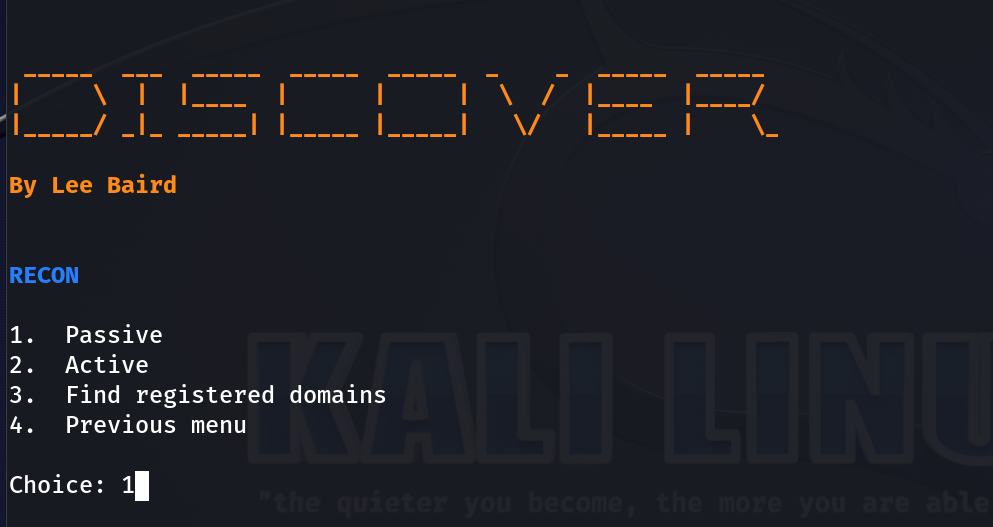 DISCOVER
By Lee Baird
RECON
1. Passive
2. Active
3. Find registered domains
4. Previous menu
Choice: 1
KALI LINU
"the quieter you become, the more you are able